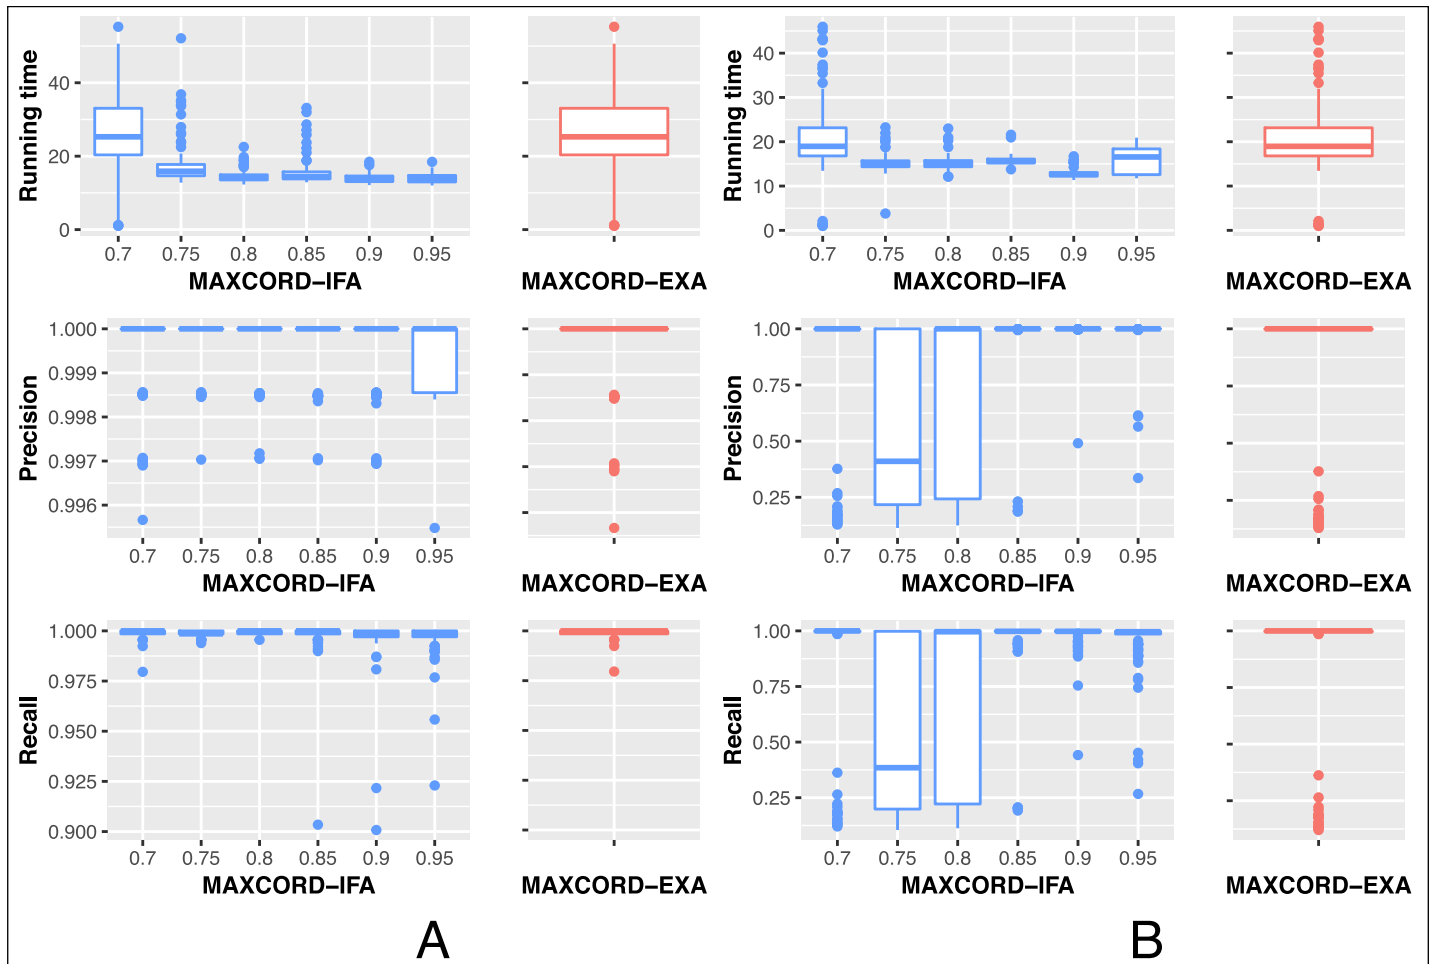 Running time
40
20
0
0.7 0.75 0.8 0.85 0.9 0.95
MAXCORD–IFA
MAXCORD–EXA
Running time
40
30
20
10
0
0.7 0.75 0.8 0.85 0.9 0.95
MAXCORD–IFA
MAXCORD–EXA
Precision
1.000
0.999
0.998
0.997
0.996
0.7 0.75 0.8 0.85 0.9 0.95
MAXCORD–IFA
MAXCORD–EXA
Precision
1.00
0.75
0.50
0.25
0.7 0.75 0.8 0.85 0.9 0.95
MAXCORD–IFA
MAXCORD–EXA
Recall
1.000
0.975
0.950
0.925
0.900
0.7 0.75 0.8 0.85 0.9 0.95
MAXCORD–IFA
MAXCORD–EXA
Recall
1.00
0.75
0.50
0.25
0.7 0.75 0.8 0.85 0.9 0.95
MAXCORD–IFA
MAXCORD–EXA
A
B